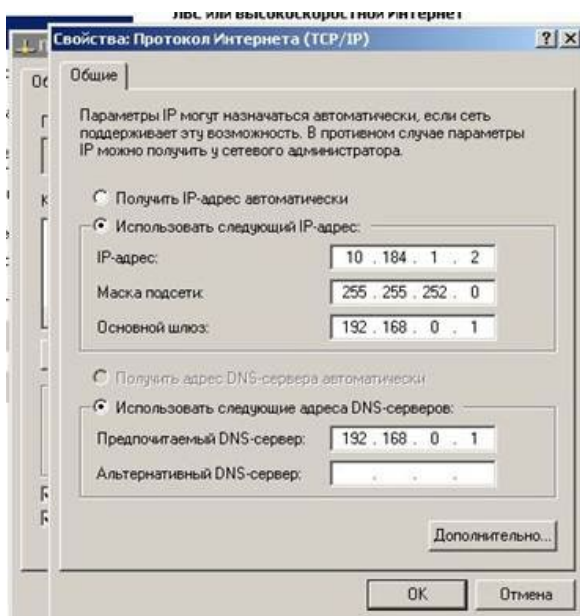 ЛВС или высокоскоростной Интернет
Свойства: Протокол Интернета (TCP/IP)
Общие
Параметры IP могут назначаться автоматически, если сеть
поддерживает эту возможность. В противном случае параметры
IP можно получить у сетевого администратора.
Получить IP-адрес автоматически
Использовать следующий IP-адрес:
IP-адрес: 10 . 184 . 1 . 2
Маска подсети: 255 . 255 . 252 . 0
Основной шлюз: 192 . 168 . 0 . 1
Получить адрес DNS-сервера автоматически
Использовать следующие адреса DNS-серверов:
Предпочитаемый DNS-сервер: 192 . 168 . 0 . 1
Альтернативный DNS-сервер: . . .
Дополнительно...
OK Отмена